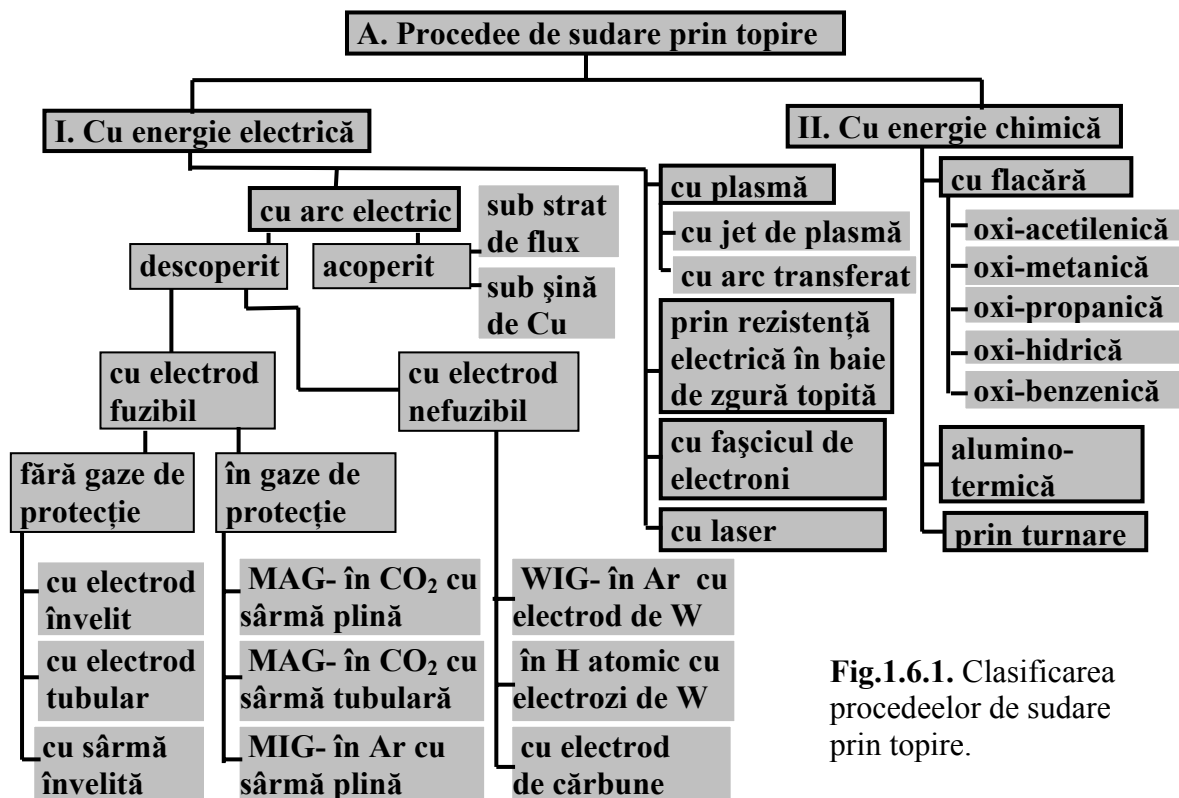 A. Procedee de sudare prin topire
I. Cu energie electrică
cu arc electric
descoperit
acoperit
sub strat
de flux
sub şină
de Cu
cu electrod
fuzibil
cu electrod
nefuzibil
fără gaze de
protecţie
în gaze de
protecţie
cu electrod
învelit
cu electrod
tubular
cu sârmă
învelită
MAG- în CO₂ cu
sârmă plină
MAG- în CO₂ cu
sârmă tubulară
MIG- în Ar cu
sârmă plină
WIG- în Ar cu
electrod de W
în H atomic cu
electrozi de W
cu electrod
de cărbune
cu plasmă
cu jet de plasmă
cu arc transferat
prin rezistenţă
electrică în baie
de zgură topită
cu faşcicul de
electroni
cu laser
II. Cu energie chimică
cu flacără
oxi-acetilenică
oxi-metanică
oxi-propanică
oxi-hidrică
oxi-benzenică
alumino-
termică
prin turnare
Fig.1.6.1. Clasificarea
procedeelor de sudare
prin topire.